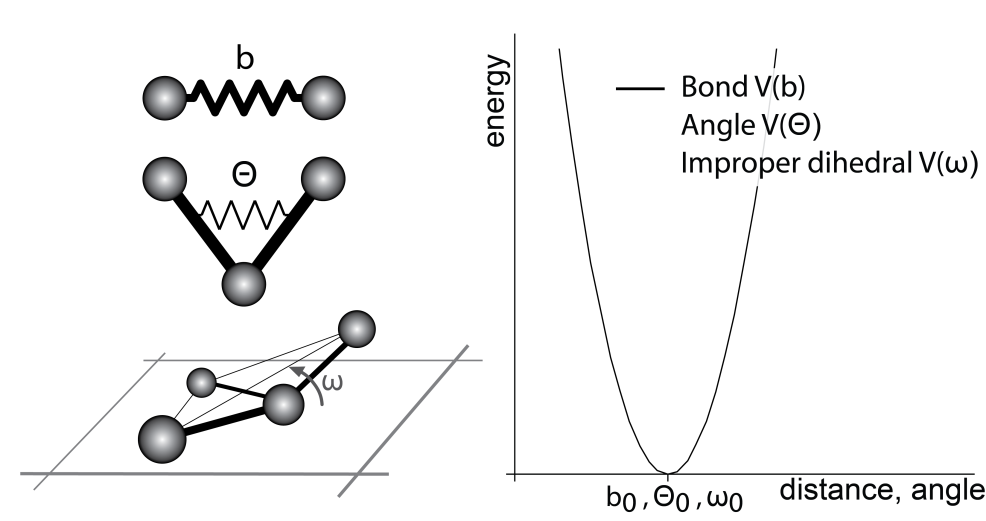 b
Θ
ω
energy
Bond V(b)
Angle V(Θ)
Improper dihedral V(ω)
b₀ , Θ₀ , ω₀
distance, angle